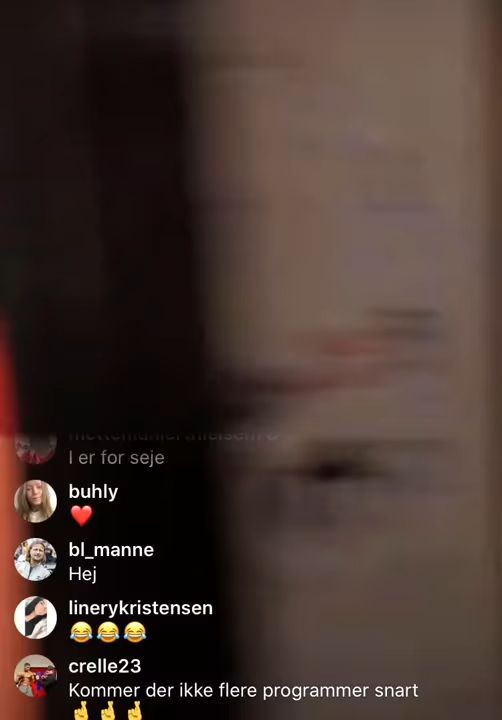 I er for seje
buhly
❤️
bl_manne
Hej
linerykristensen
😂😂😂
crelle23
Kommer der ikke flere programmer snart
🤞🤞🤞